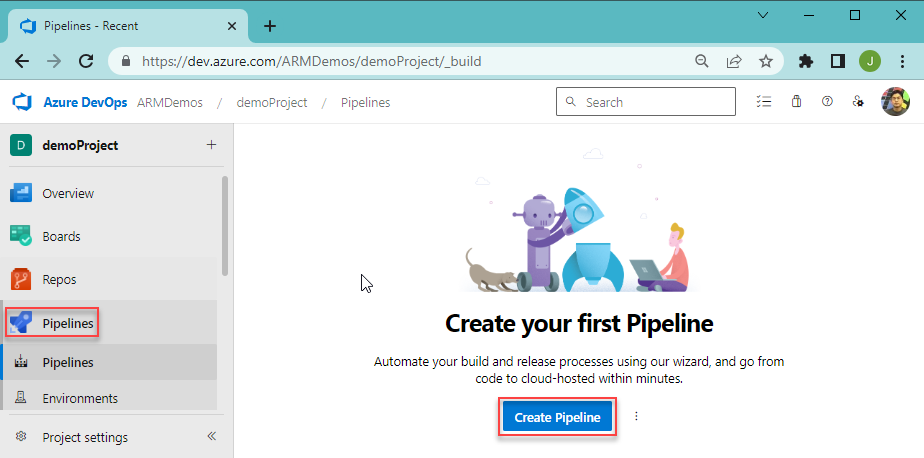 Pipelines - Recent
https://dev.azure.com/ARMDemos/demoProject/_build
J
Azure DevOps ARMDemos / demoProject / Pipelines
Search
D demoProject
Overview
Boards
Repos
Pipelines
Pipelines
Environments
Project settings
Create your first Pipeline
Automate your build and release processes using our wizard, and go from
code to cloud-hosted within minutes.
Create Pipeline